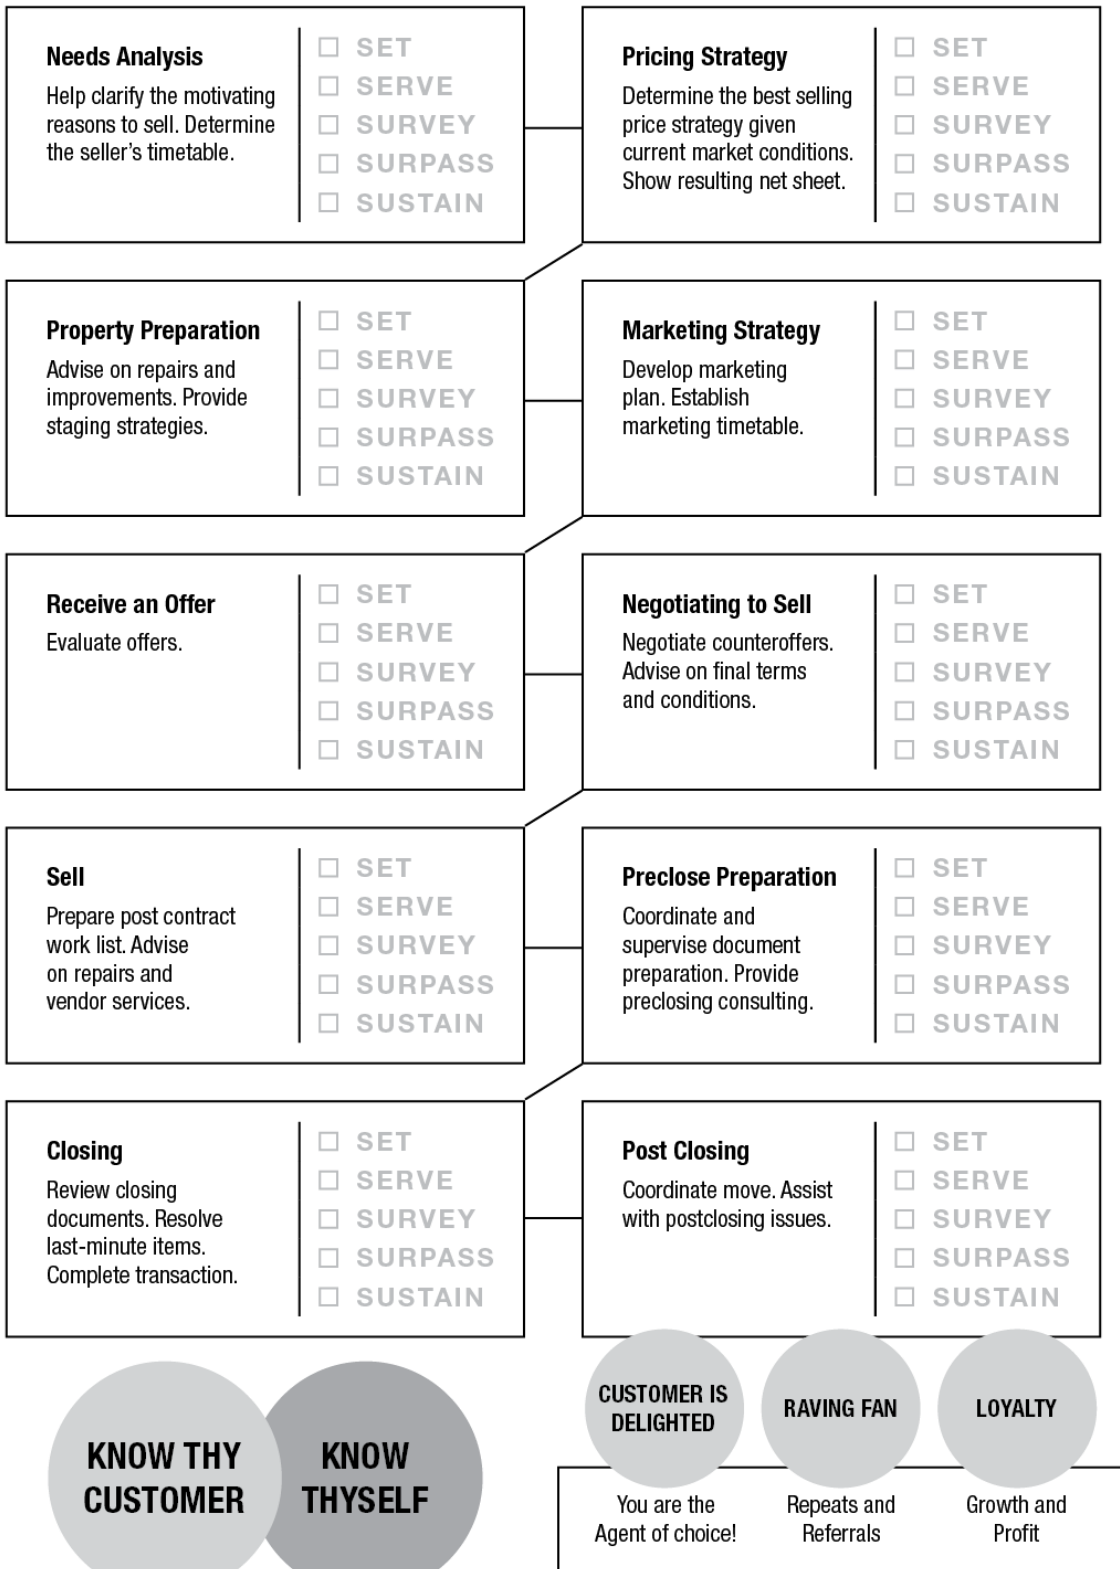 Needs Analysis
Help clarify the motivating
reasons to sell. Determine
the seller's timetable.
SET
SERVE
SURVEY
SURPASS
SUSTAIN
Pricing Strategy
Determine the best selling
price strategy given
current market conditions.
Show resulting net sheet.
SET
SERVE
SURVEY
SURPASS
SUSTAIN
Property Preparation
Advise on repairs and
improvements. Provide
staging strategies.
SET
SERVE
SURVEY
SURPASS
SUSTAIN
Marketing Strategy
Develop marketing
plan. Establish
marketing timetable.
SET
SERVE
SURVEY
SURPASS
SUSTAIN
Receive an Offer
Evaluate offers.
SET
SERVE
SURVEY
SURPASS
SUSTAIN
Negotiating to Sell
Negotiate counteroffers.
Advise on final terms
and conditions.
SET
SERVE
SURVEY
SURPASS
SUSTAIN
Sell
Prepare post contract
work list. Advise
on repairs and
vendor services.
SET
SERVE
SURVEY
SURPASS
SUSTAIN
Preclose Preparation
Coordinate and
supervise document
preparation. Provide
preclosing consulting.
SET
SERVE
SURVEY
SURPASS
SUSTAIN
Closing
Review closing
documents. Resolve
last-minute items.
Complete transaction.
SET
SERVE
SURVEY
SURPASS
SUSTAIN
Post Closing
Coordinate move. Assist
with postclosing issues.
SET
SERVE
SURVEY
SURPASS
SUSTAIN
KNOW THY
CUSTOMER
KNOW
THYSELF
CUSTOMER IS
DELIGHTED
You are the
Agent of choice!
RAVING FAN
Repeats and
Referrals
LOYALTY
Growth and
Profit